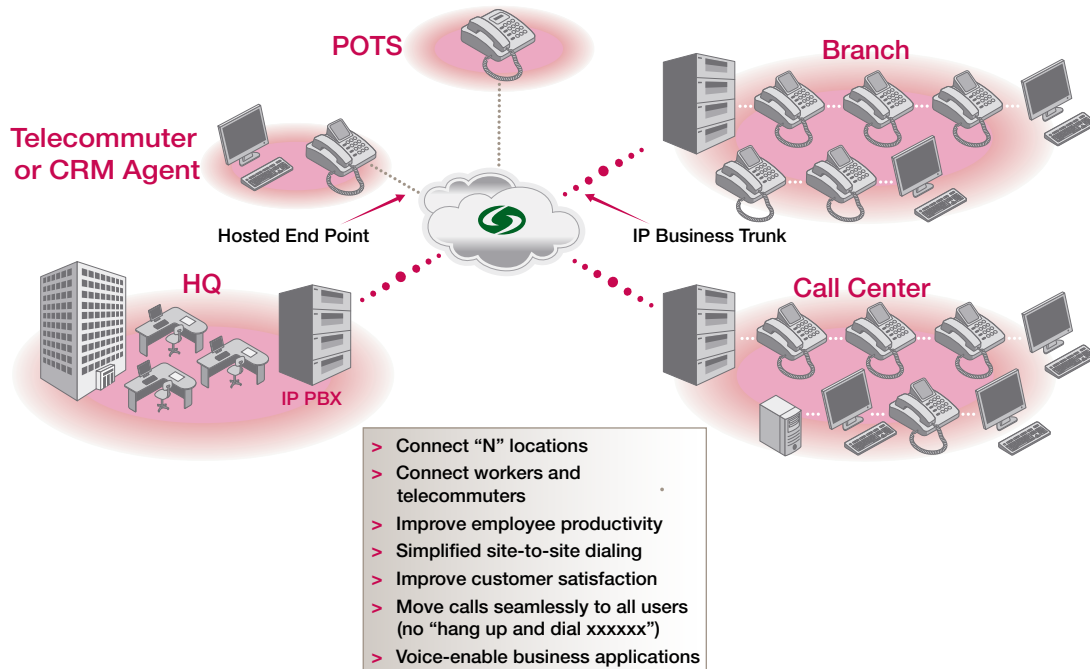 POTS
Branch
Telecommuter
or CRM Agent
Hosted End Point
IP Business Trunk
HQ
Call Center
IP PBX
> Connect “N” locations
> Connect workers and
telecommuters
> Improve employee productivity
> Simplified site-to-site dialing
> Improve customer satisfaction
> Move calls seamlessly to all users
(no “hang up and dial xxxxxx”)
> Voice-enable business applications